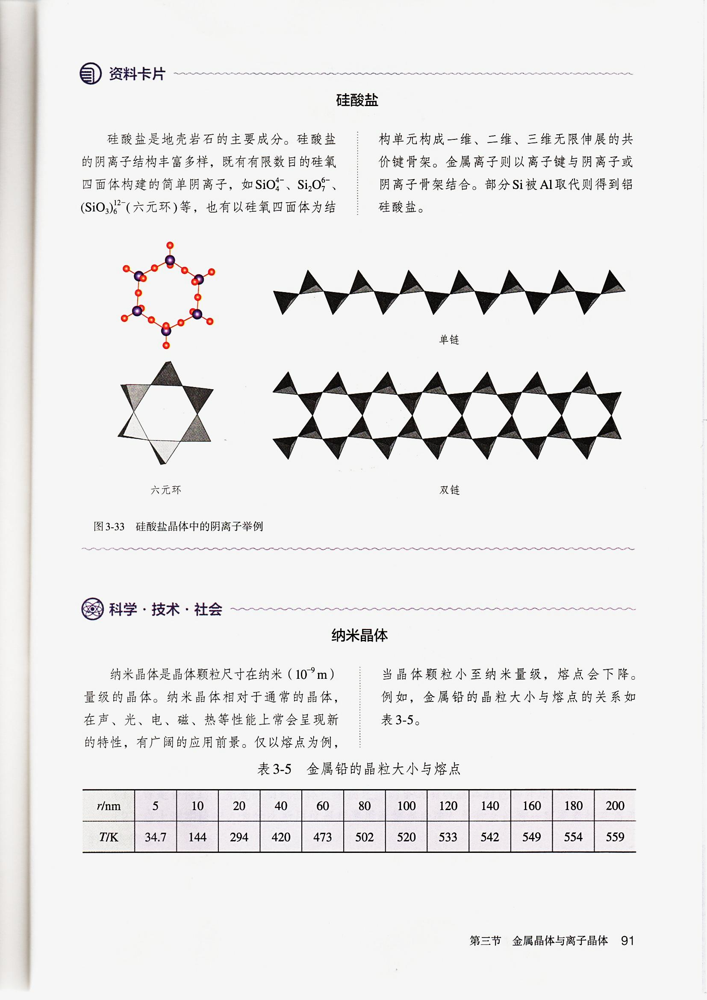 资料卡片
硅酸盐
硅酸盐是地壳岩石的主要成分。硅酸盐
的阴离子结构丰富多样，既有有限数目的硅氧
四面体构建的简单阴离子，如SiO₄⁴⁻、Si₂O₇⁶⁻、
(SiO₃)₆¹²⁻(六元环)等，也有以硅氧四面体为结
构单元构成一维、二维、三维无限伸展的共
价键骨架。金属离子则以离子键与阴离子或
阴离子骨架结合。部分Si被Al取代则得到铝
硅酸盐。
单链
六元环
双链
图3-33 硅酸盐晶体中的阴离子举例
科学·技术·社会
纳米晶体
纳米晶体是晶体颗粒尺寸在纳米（10⁻⁹m）
量级的晶体。纳米晶体相对于通常的晶体，
在声、光、电、磁、热等性能上常会呈现新
的特性，有广阔的应用前景。仅以熔点为例，
当晶体颗粒小至纳米量级，熔点会下降。
例如，金属铅的晶粒大小与熔点的关系如
表3-5。
表3-5 金属铅的晶粒大小与熔点
r/nm 5 10 20 40 60 80 100 120 140 160 180 200
T/K 34.7 144 294 420 473 502 520 533 542 549 554 559
第三节 金属晶体与离子晶体 91